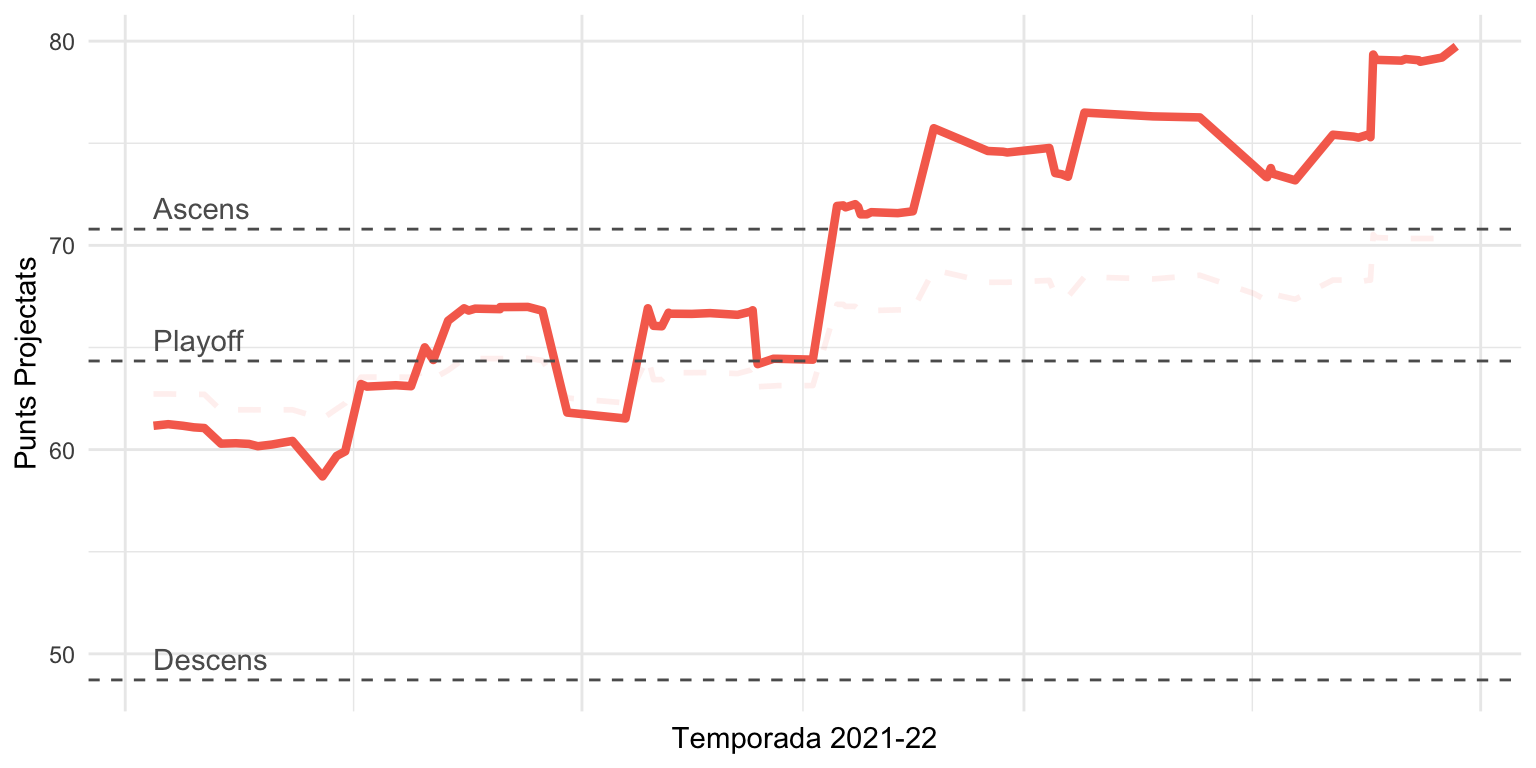 80
Ascens
70
Playoff
60
Descens
50
Punts Projectats
Temporada 2021-22